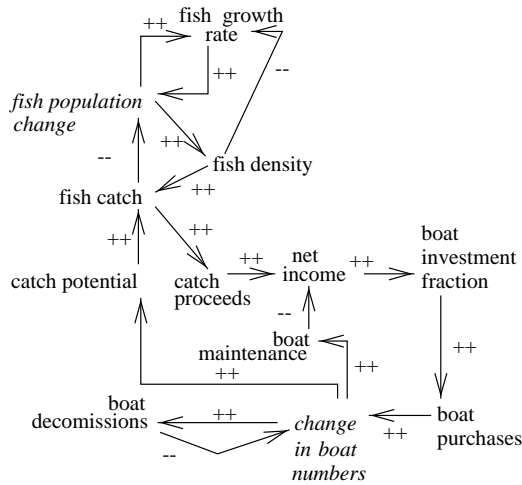 fish growth
rate
++
++
--
fish population
change
++
--
fish density
++
fish catch
++
++
catch potential
catch
proceeds
++
net
income
++
boat
investment
fraction
--
boat
maintenance
++
++
++
boat
decomissions
++
--
change
in boat
numbers
++
boat
purchases